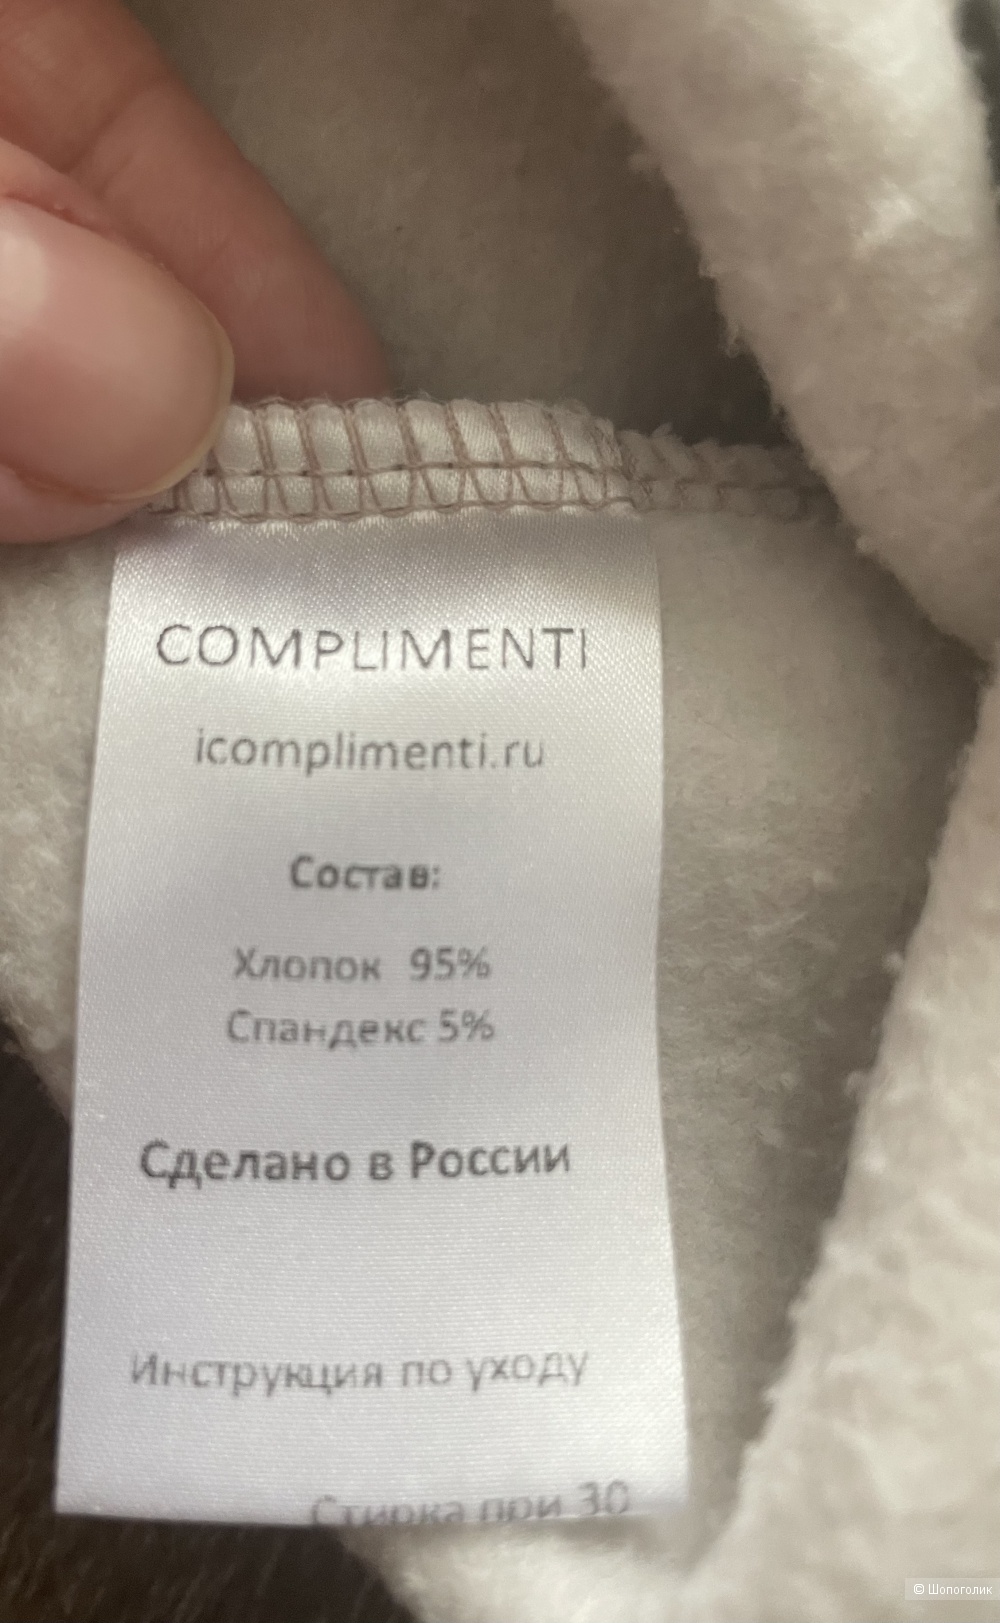 COMPLIMENTI
icomplimenti.ru
Состав:
Хлопок 95%
Спандекс 5%
Сделано в России
Инструкция по уходу
Стирка при 30
© Шопоголик